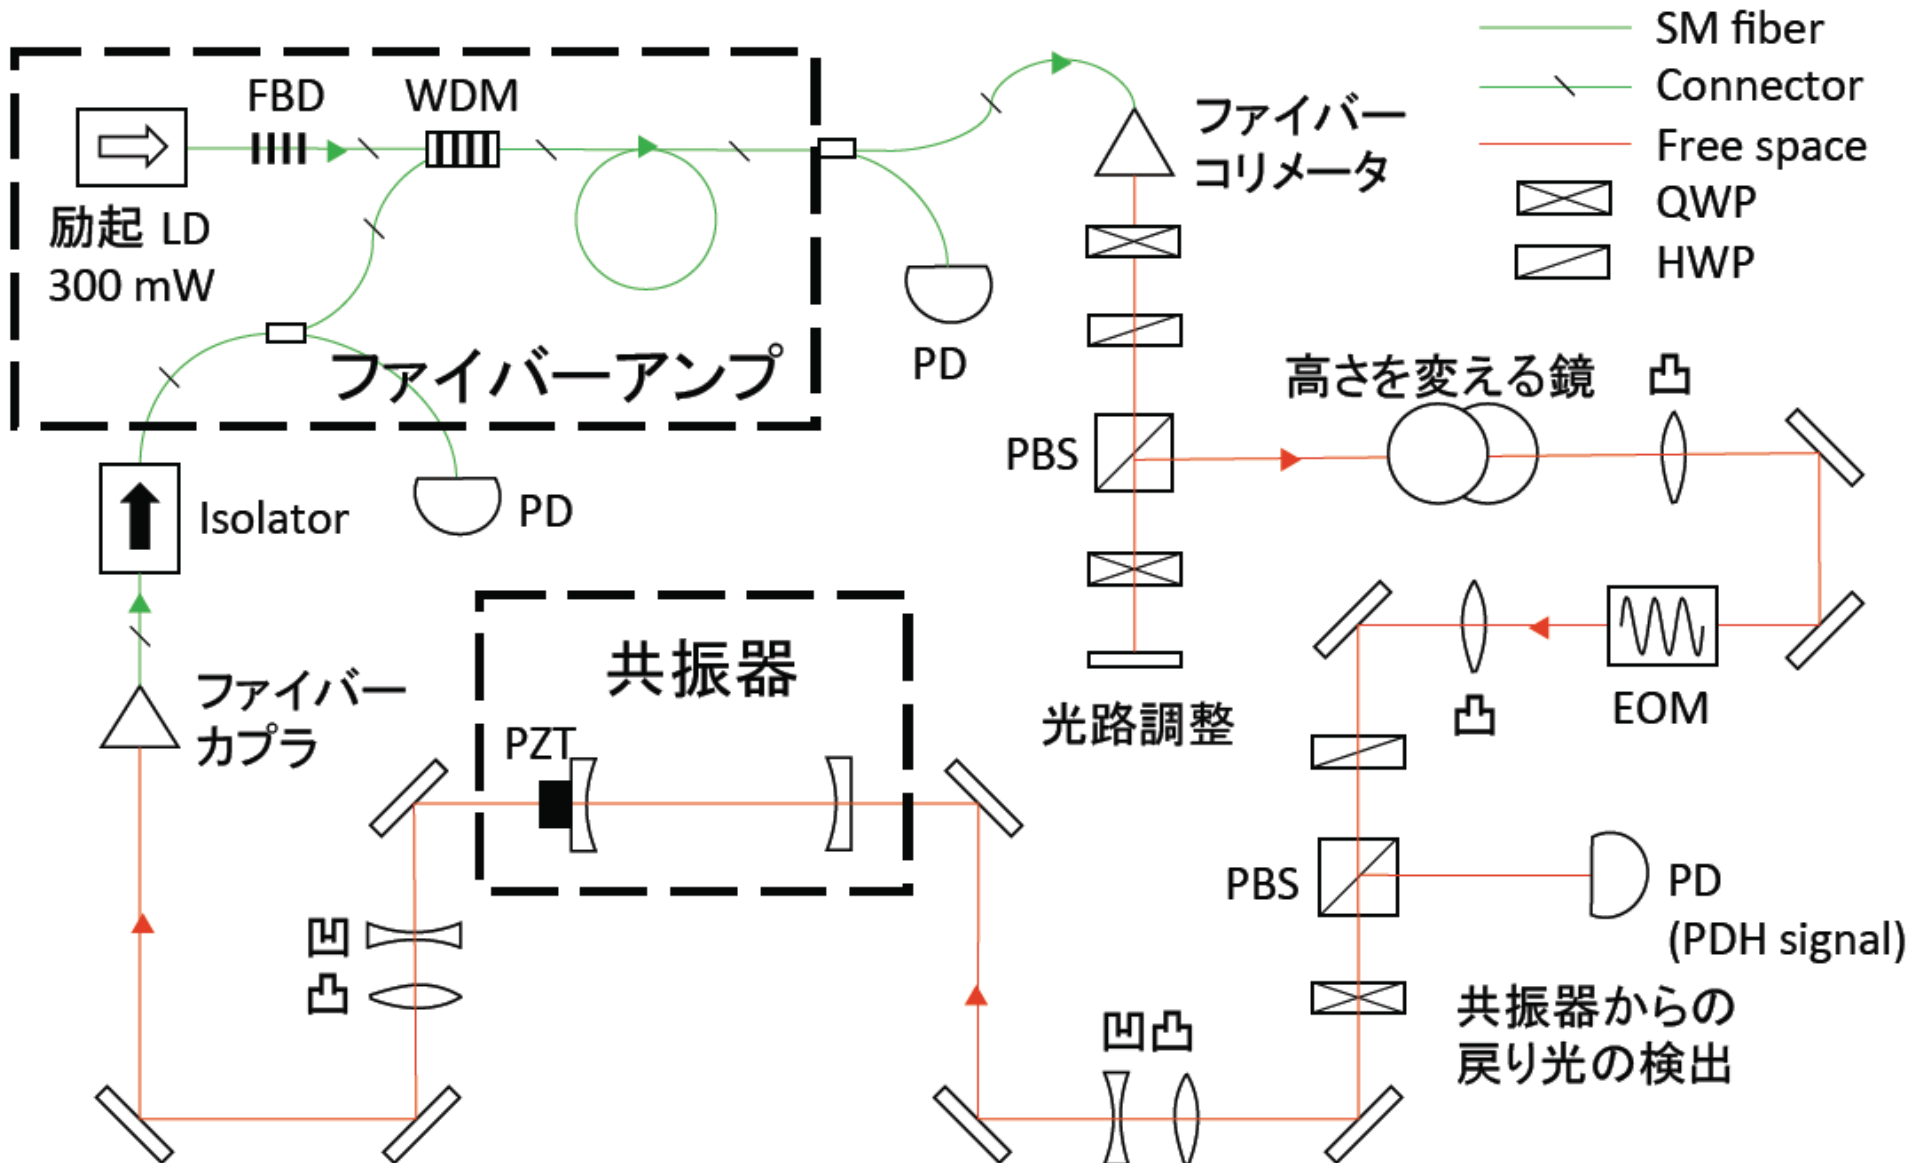 SM fiber
Connector
Free space
QWP
HWP
FBD
WDM
励起 LD
300 mW
ファイバーアンプ
ファイバー
コリメータ
PD
PD
Isolator
PBS
高さを変える鏡
凸
光路調整
凸
EOM
ファイバー
カプラ
共振器
PZT
PBS
PD
(PDH signal)
共振器からの
戻り光の検出
凹
凸
凹凸